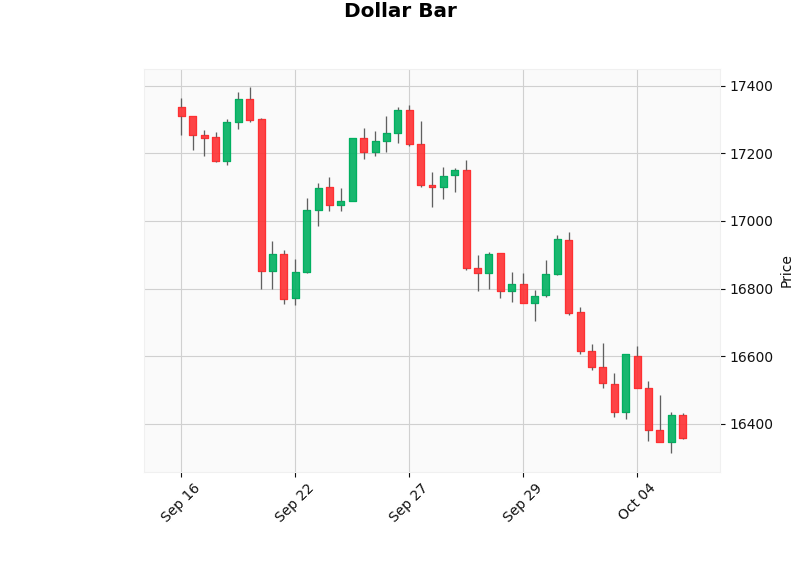 Dollar Bar
17400
17200
17000
16800
16600
16400
Price
Sep 16
Sep 22
Sep 27
Sep 29
Oct 04